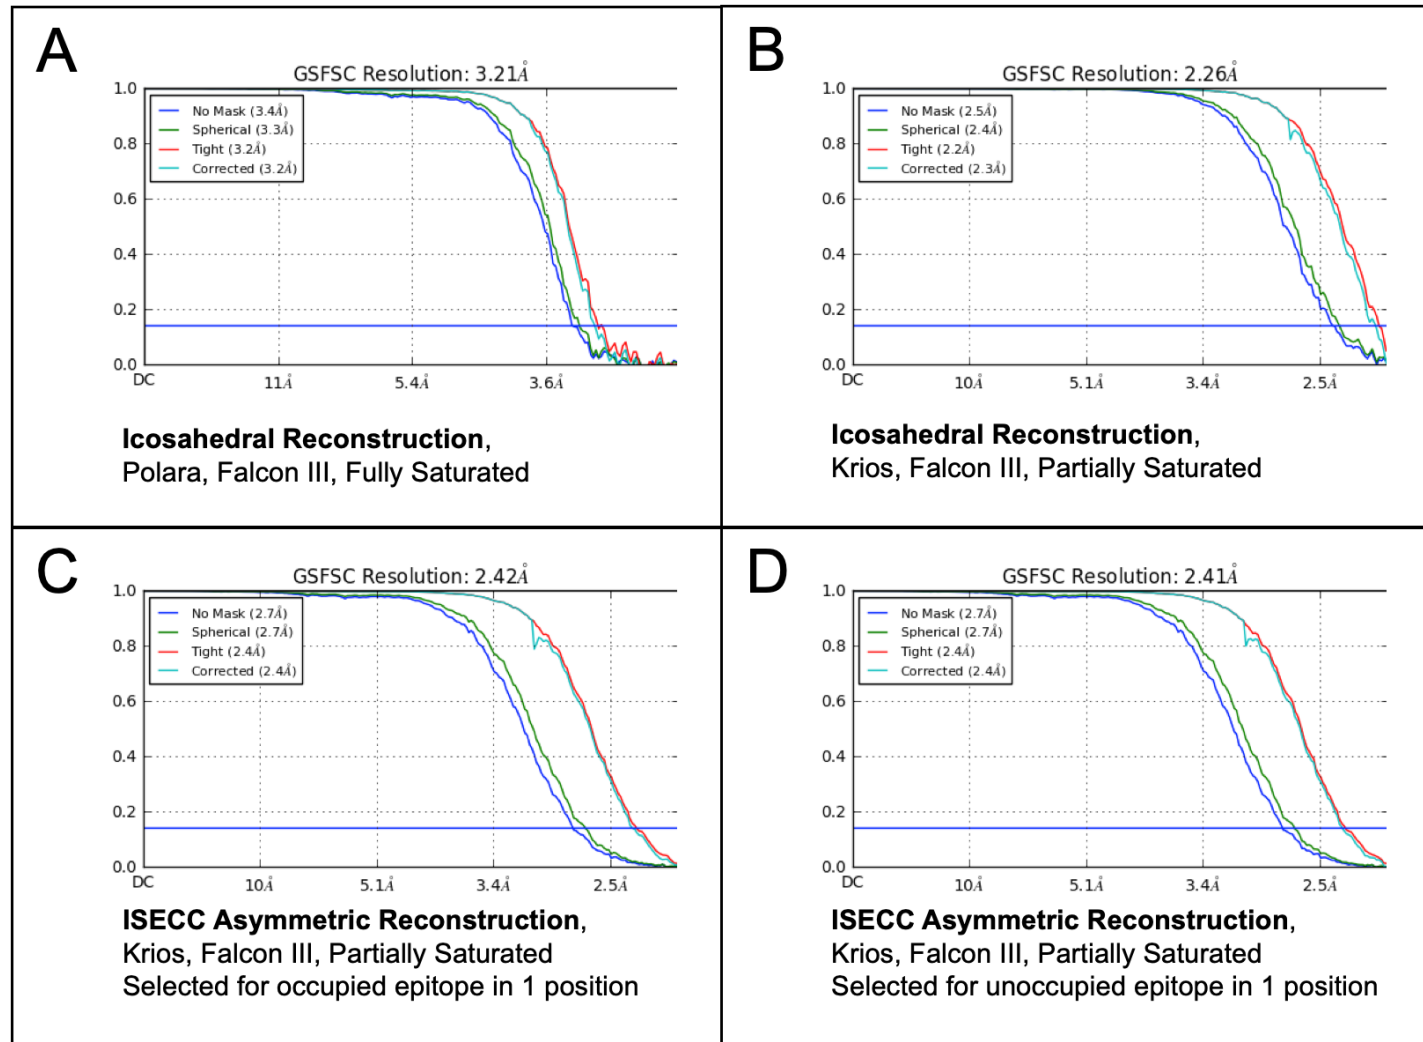 A
GSFSC Resolution: 3.21Å
1.0
0.8
0.6
0.4
0.2
0.0
No Mask (3.4Å)
Spherical (3.3Å)
Tight (3.2Å)
Corrected (3.2Å)
DC 11Å 5.4Å 3.6Å
Icosahedral Reconstruction,
Polara, Falcon III, Fully Saturated
B
GSFSC Resolution: 2.26Å
1.0
0.8
0.6
0.4
0.2
0.0
No Mask (2.5Å)
Spherical (2.4Å)
Tight (2.2Å)
Corrected (2.3Å)
DC 10Å 5.1Å 3.4Å 2.5Å
Icosahedral Reconstruction,
Krios, Falcon III, Partially Saturated
C
GSFSC Resolution: 2.42Å
1.0
0.8
0.6
0.4
0.2
0.0
No Mask (2.7Å)
Spherical (2.7Å)
Tight (2.4Å)
Corrected (2.4Å)
DC 10Å 5.1Å 3.4Å 2.5Å
ISECC Asymmetric Reconstruction,
Krios, Falcon III, Partially Saturated
Selected for occupied epitope in 1 position
D
GSFSC Resolution: 2.41Å
1.0
0.8
0.6
0.4
0.2
0.0
No Mask (2.7Å)
Spherical (2.7Å)
Tight (2.4Å)
Corrected (2.4Å)
DC 10Å 5.1Å 3.4Å 2.5Å
ISECC Asymmetric Reconstruction,
Krios, Falcon III, Partially Saturated
Selected for unoccupied epitope in 1 position